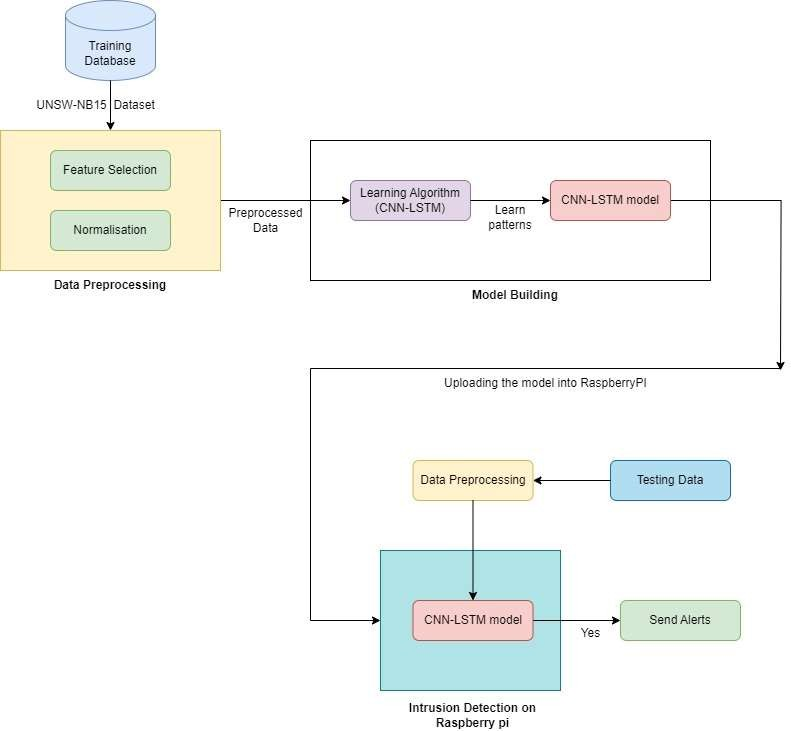 Training
Database
UNSW-NB15 Dataset
Feature Selection
Normalisation
Data Preprocessing
Preprocessed
Data
Learning Algorithm
(CNN-LSTM)
Learn
patterns
CNN-LSTM model
Model Building
Uploading the model into RaspberryPI
Data Preprocessing
Testing Data
CNN-LSTM model
Yes
Send Alerts
Intrusion Detection on
Raspberry pi